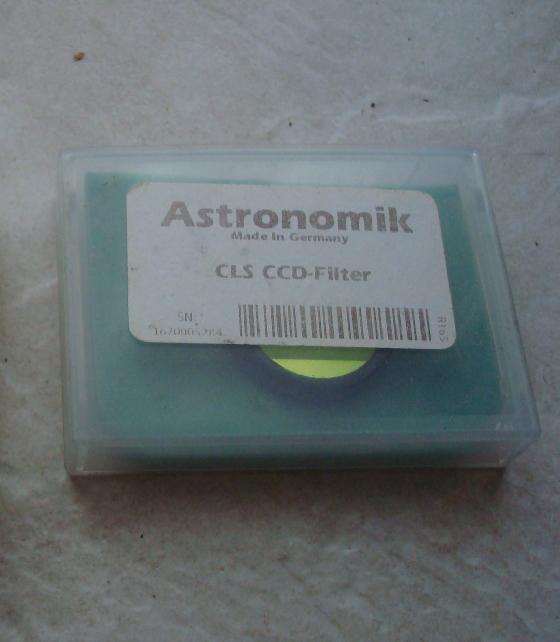 Astronomik
Made In Germany
CLS CCD-Filter
SN.